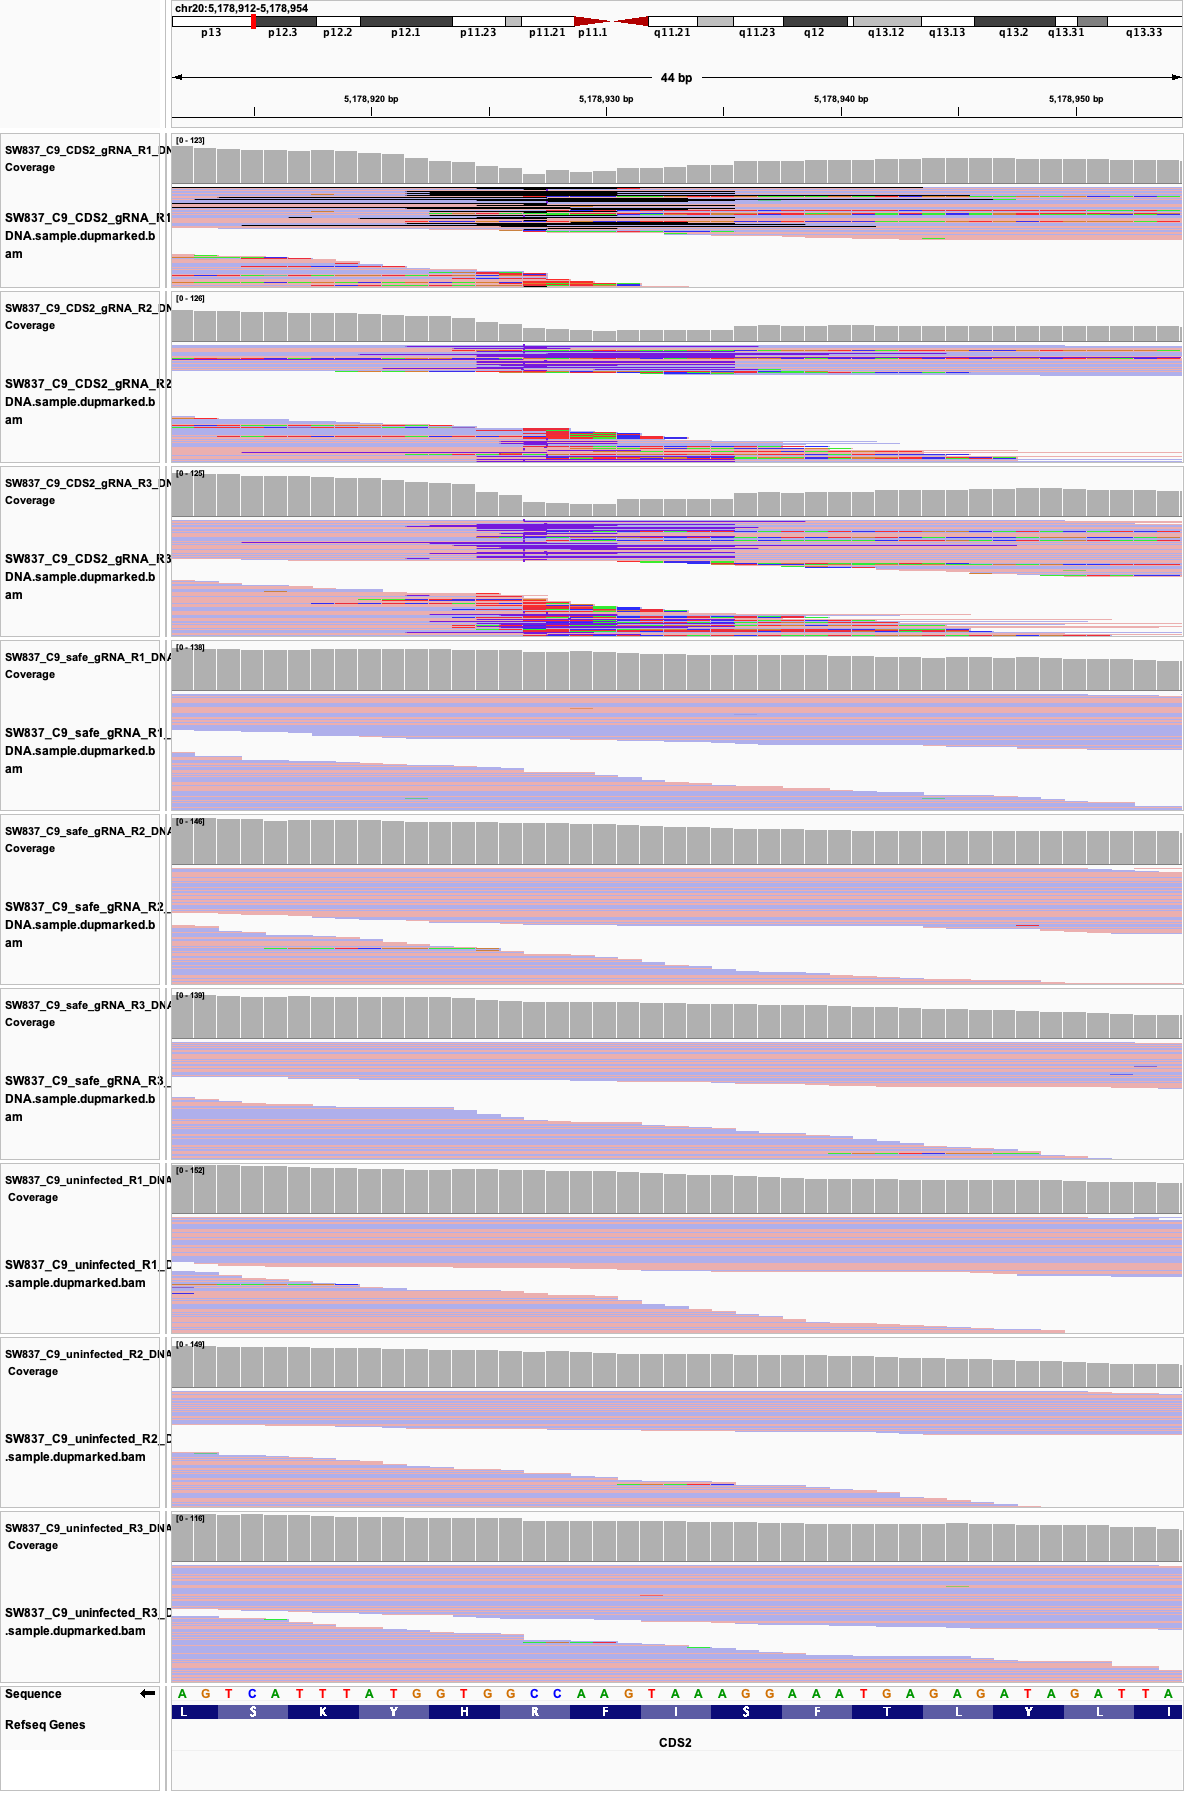 chr20:5,178,912-5,178,954
p13 p12.3 p12.2 p12.1 p11.23 p11.21 p11.1 q11.21 q11.23 q12 q13.12 q13.13 q13.2 q13.31 q13.33
44 bp
5,178,920 bp 5,178,930 bp 5,178,940 bp 5,178,950 bp
[0 - 123]
SW837_C9_CDS2_gRNA_R1_DN
Coverage
SW837_C9_CDS2_gRNA_R1
DNA.sample.dupmarked.b
am
[0 - 126]
SW837_C9_CDS2_gRNA_R2_DN
Coverage
SW837_C9_CDS2_gRNA_R2
DNA.sample.dupmarked.b
am
[0 - 125]
SW837_C9_CDS2_gRNA_R3_DN
Coverage
SW837_C9_CDS2_gRNA_R3
DNA.sample.dupmarked.b
am
[0 - 138]
SW837_C9_safe_gRNA_R1_DNA
Coverage
SW837_C9_safe_gRNA_R1_
DNA.sample.dupmarked.b
am
[0 - 146]
SW837_C9_safe_gRNA_R2_DNA
Coverage
SW837_C9_safe_gRNA_R2_
DNA.sample.dupmarked.b
am
[0 - 139]
SW837_C9_safe_gRNA_R3_DNA
Coverage
SW837_C9_safe_gRNA_R3_
DNA.sample.dupmarked.b
am
[0 - 152]
SW837_C9_uninfected_R1_DNA
Coverage
SW837_C9_uninfected_R1_D
.sample.dupmarked.bam
[0 - 149]
SW837_C9_uninfected_R2_DNA
Coverage
SW837_C9_uninfected_R2_D
.sample.dupmarked.bam
[0 - 116]
SW837_C9_uninfected_R3_DNA
Coverage
SW837_C9_uninfected_R3_D
.sample.dupmarked.bam
Sequence A G T C A T T T A T G G T G G C C A A G T A A A G G A A A T G A G A G A T A G A T T A
Refseq Genes L S K Y H R F I S F T L Y L I
CDS2